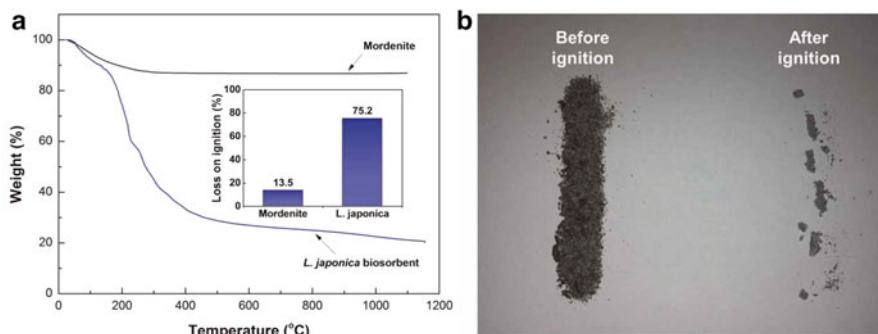 a
100
80
60
40
20
0
Weight (%)
0
200
400
600
800
1000
1200
Temperature (°C)
Mordenite
L. japonica biosorbent
Loss on ignition (%)
100
80
60
40
20
0
13.5
75.2
Mordenite
L. japonica
b
Before
ignition
After
ignition